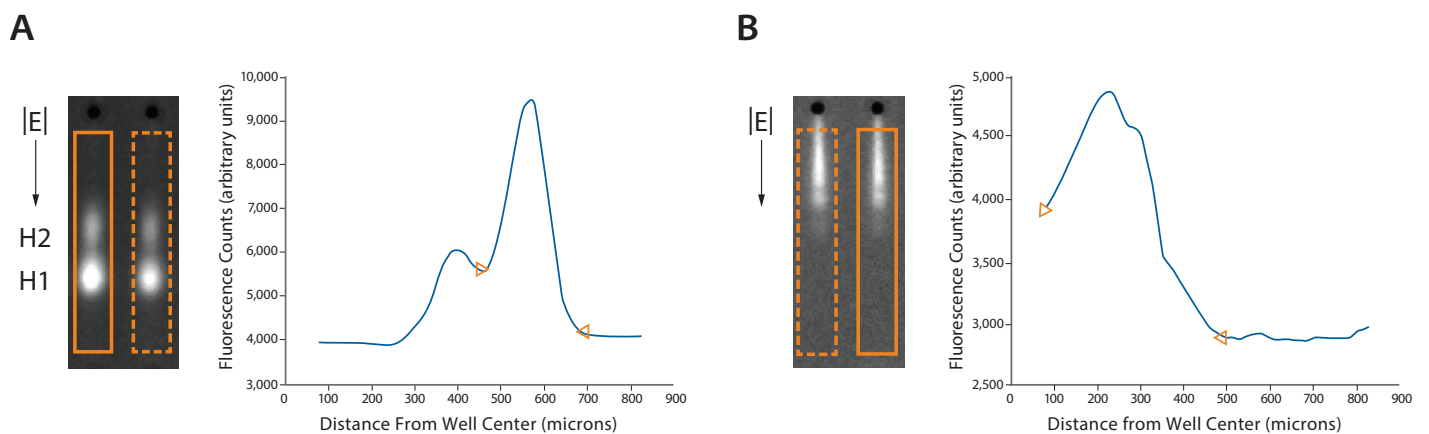 A
|E|
H2
H1
Fluorescence Counts (arbitrary units)
10,000
9,000
8,000
7,000
6,000
5,000
4,000
3,000
0 100 200 300 400 500 600 700 800 900
Distance From Well Center (microns)
B
|E|
Fluorescence Counts (arbitrary units)
5,000
4,500
4,000
3,500
3,000
2,500
0 100 200 300 400 500 600 700 800 900
Distance from Well Center (microns)